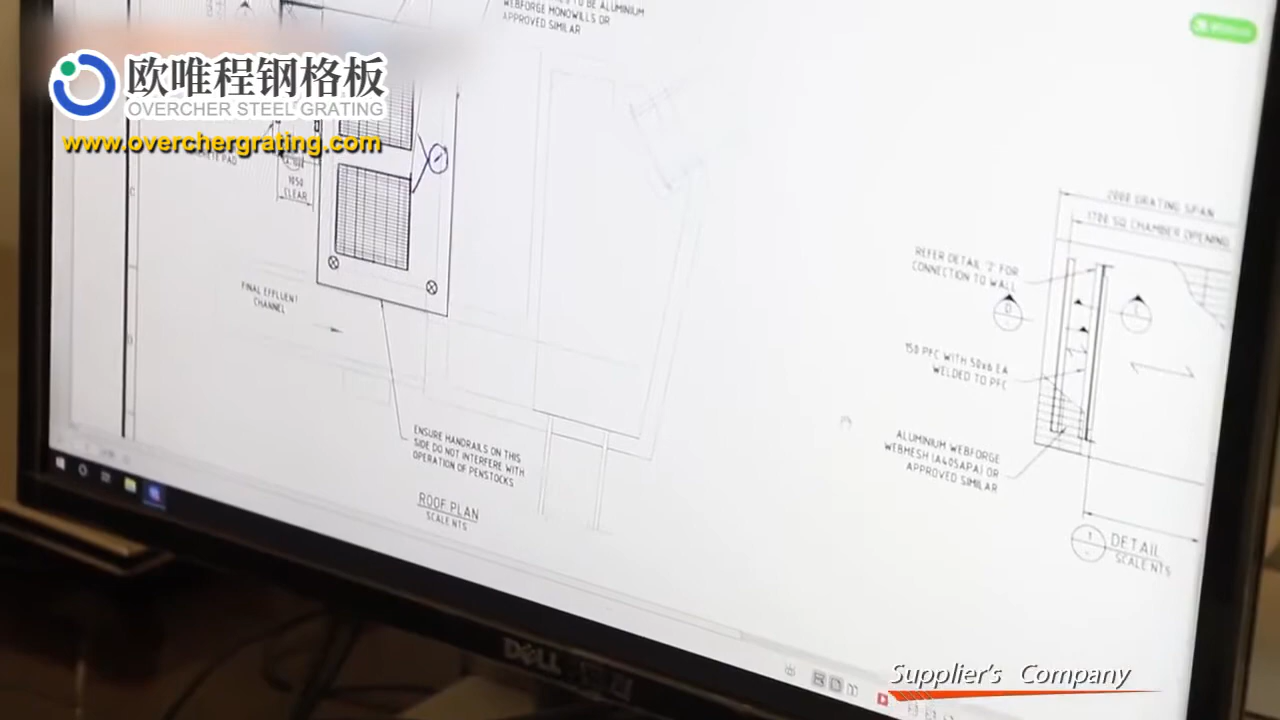 TO BE ALUMINIUM
WEBFORGE MONOWILLS OR
APPROVED SIMILAR
欧唯程钢格板
OVERCHER STEEL GRATING
www.overchergrating.com
PAD
1050
CLEAR
C
D
FINAL EFFLUENT
CHANNEL
ENSURE HANDRAILS ON THIS
SIDE DO NOT INTERFERE WITH
OPERATION OF PENSTOCKS
ROOF PLAN
SCALE NTS
2000 GRATING SPAN
1700 SQ CHAMBER OPENING
REFER DETAIL '2' FOR
CONNECTION TO WALL
150 PFC WITH 50x6 EA
WELDED TO PFC
ALUMINIUM WEBFORGE
WEBMESH (A405APA) OR
APPROVED SIMILAR
1
DETAIL
SCALE NTS
DELL
Supplier's Company